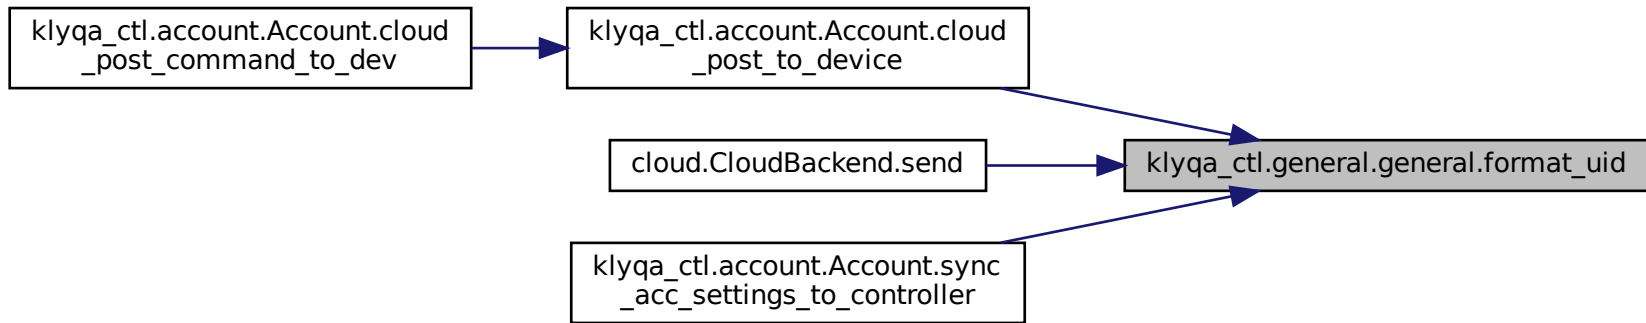 klyqa_ctl.account.Account.cloud
_post_command_to_dev
klyqa_ctl.account.Account.cloud
_post_to_device
cloud.CloudBackend.send
klyqa_ctl.general.general.format_uid
klyqa_ctl.account.Account.sync
_acc_settings_to_controller